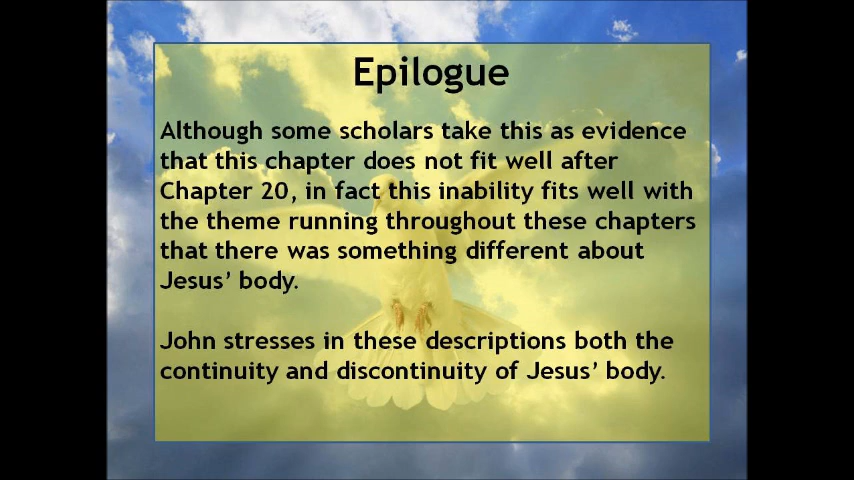 Epilogue
Although some scholars take this as evidence
that this chapter does not fit well after
Chapter 20, in fact this inability fits well with
the theme running throughout these chapters
that there was something different about
Jesus’ body.
John stresses in these descriptions both the
continuity and discontinuity of Jesus’ body.